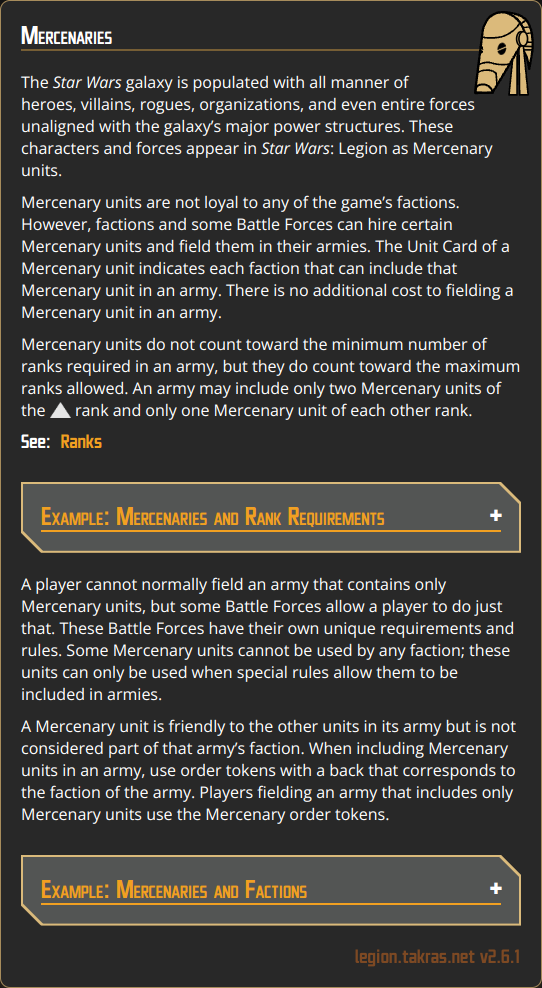 Mercenaries
The Star Wars galaxy is populated with all manner of
heroes, villains, rogues, organizations, and even entire forces
unaligned with the galaxy's major power structures. These
characters and forces appear in Star Wars: Legion as Mercenary
units.
Mercenary units are not loyal to any of the game's factions.
However, factions and some Battle Forces can hire certain
Mercenary units and field them in their armies. The Unit Card of a
Mercenary unit indicates each faction that can include that
Mercenary unit in an army. There is no additional cost to fielding a
Mercenary unit in an army.
Mercenary units do not count toward the minimum number of
ranks required in an army, but they do count toward the maximum
ranks allowed. An army may include only two Mercenary units of
the rank and only one Mercenary unit of each other rank.
See: Ranks
Example: Mercenaries and Rank Requirements +
A player cannot normally field an army that contains only
Mercenary units, but some Battle Forces allow a player to do just
that. These Battle Forces have their own unique requirements and
rules. Some Mercenary units cannot be used by any faction; these
units can only be used when special rules allow them to be
included in armies.
A Mercenary unit is friendly to the other units in its army but is not
considered part of that army's faction. When including Mercenary
units in an army, use order tokens with a back that corresponds to
the faction of the army. Players fielding an army that includes only
Mercenary units use the Mercenary order tokens.
Example: Mercenaries and Factions +
legion.takras.net v2.6.1